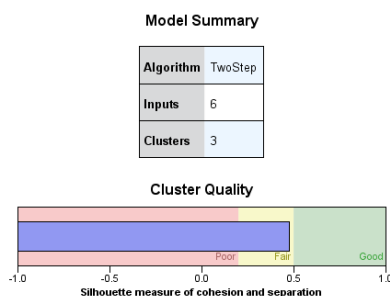 Model Summary
Algorithm TwoStep
Inputs 6
Clusters 3
Cluster Quality
Poor Fair Good
-1.0 -0.5 0.0 0.5 1.0
Silhouette measure of cohesion and separation